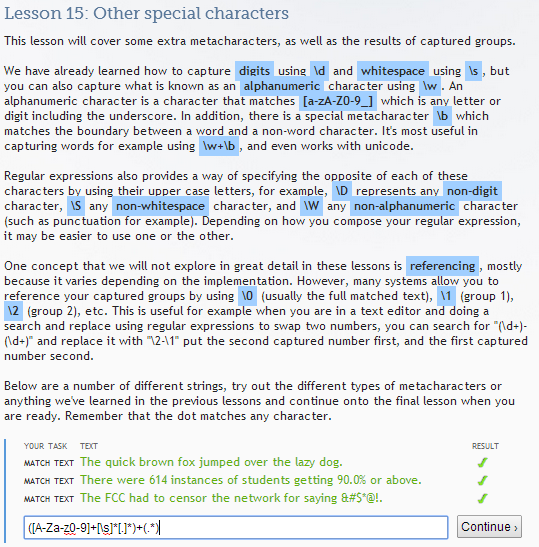 Lesson 15: Other special characters
This lesson will cover some extra metacharacters, as well as the results of captured groups.
We have already learned how to capture digits using \d and whitespace using \s, but
you can also capture what is known as an alphanumeric character using \w. An
alphanumeric character is a character that matches [a-zA-Z0-9_] which is any letter or
digit including the underscore. In addition, there is a special metacharacter \b which
matches the boundary between a word and a non-word character. It's most useful in
capturing words for example using \w+\b, and even works with unicode.
Regular expressions also provides a way of specifying the opposite of each of these
characters by using their upper case letters, for example, \D represents any non-digit
character, \S any non-whitespace character, and \W any non-alphanumeric character
(such as punctuation for example). Depending on how you compose your regular expression,
it may be easier to use one or the other.
One concept that we will not explore in great detail in these lessons is referencing, mostly
because it varies depending on the implementation. However, many systems allow you to
reference your captured groups by using \0 (usually the full matched text), \1 (group 1),
\2 (group 2), etc. This is useful for example when you are in a text editor and doing a
search and replace using regular expressions to swap two numbers, you can search for "(\d+)-
(\d+)" and replace it with "\2-\1" put the second captured number first, and the first captured
number second.
Below are a number of different strings, try out the different types of metacharacters or
anything we've learned in the previous lessons and continue onto the final lesson when you
are ready. Remember that the dot matches any character.
YOUR TASK TEXT RESULT
MATCH TEXT The quick brown fox jumped over the lazy dog.
MATCH TEXT There were 614 instances of students getting 90.0% or above.
MATCH TEXT The FCC had to censor the network for saying &#$*@!.
([A-Za-z0-9]+[\s]*[.]*)+(.*) Continue ›